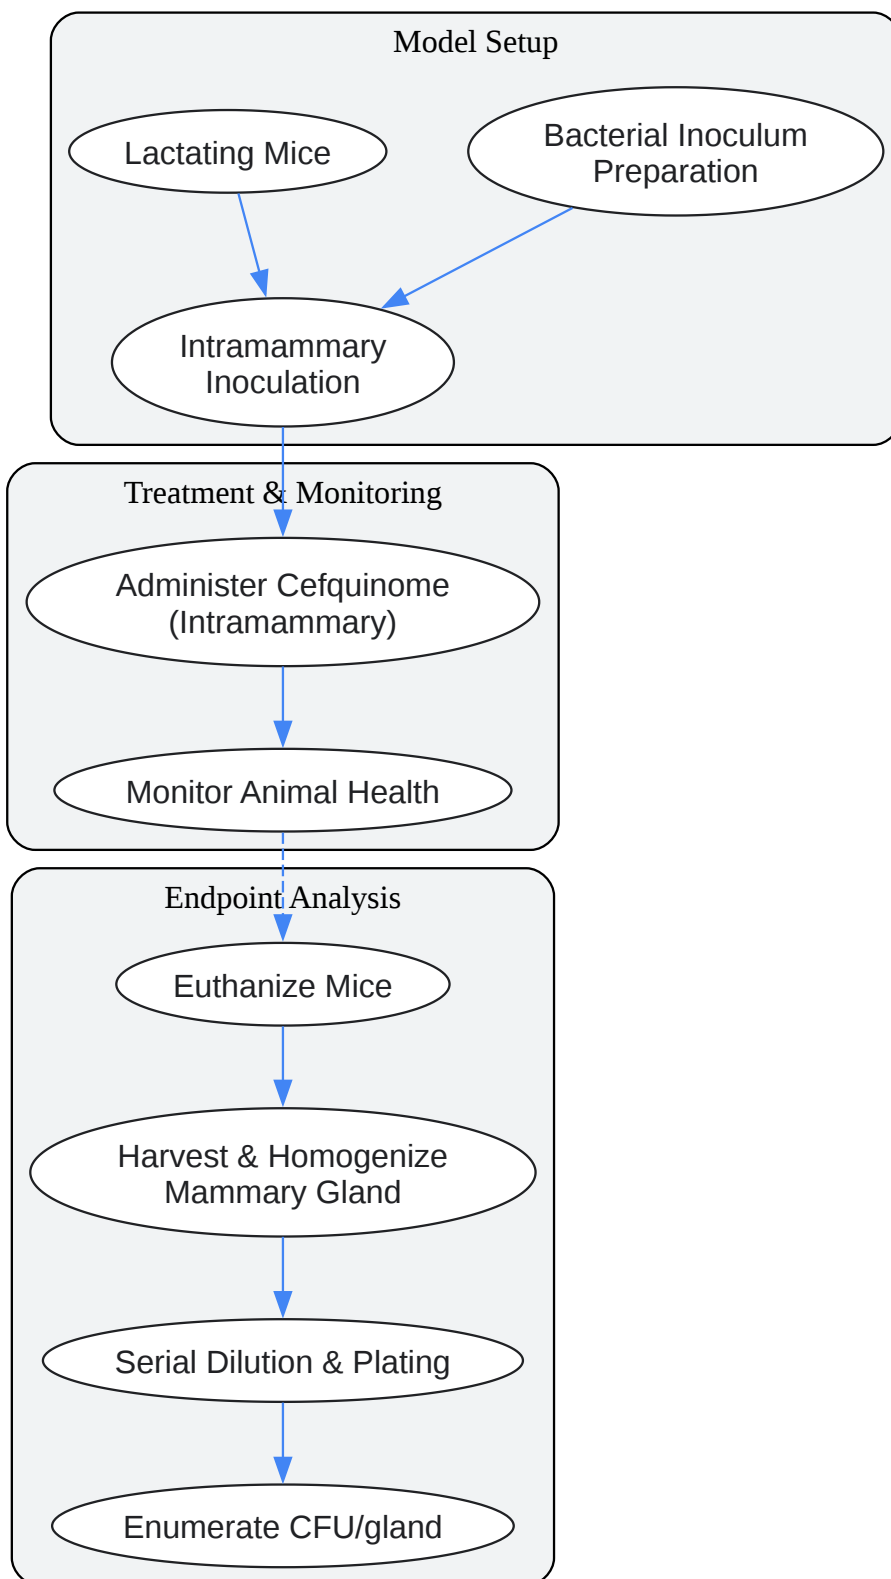 Model Setup
Lactating Mice
Bacterial Inoculum
Preparation
Intramammary
Inoculation
Treatment & Monitoring
Administer Cefquinome
(Intramammary)
Monitor Animal Health
Endpoint Analysis
Euthanize Mice
Harvest & Homogenize
Mammary Gland
Serial Dilution & Plating
Enumerate CFU/gland